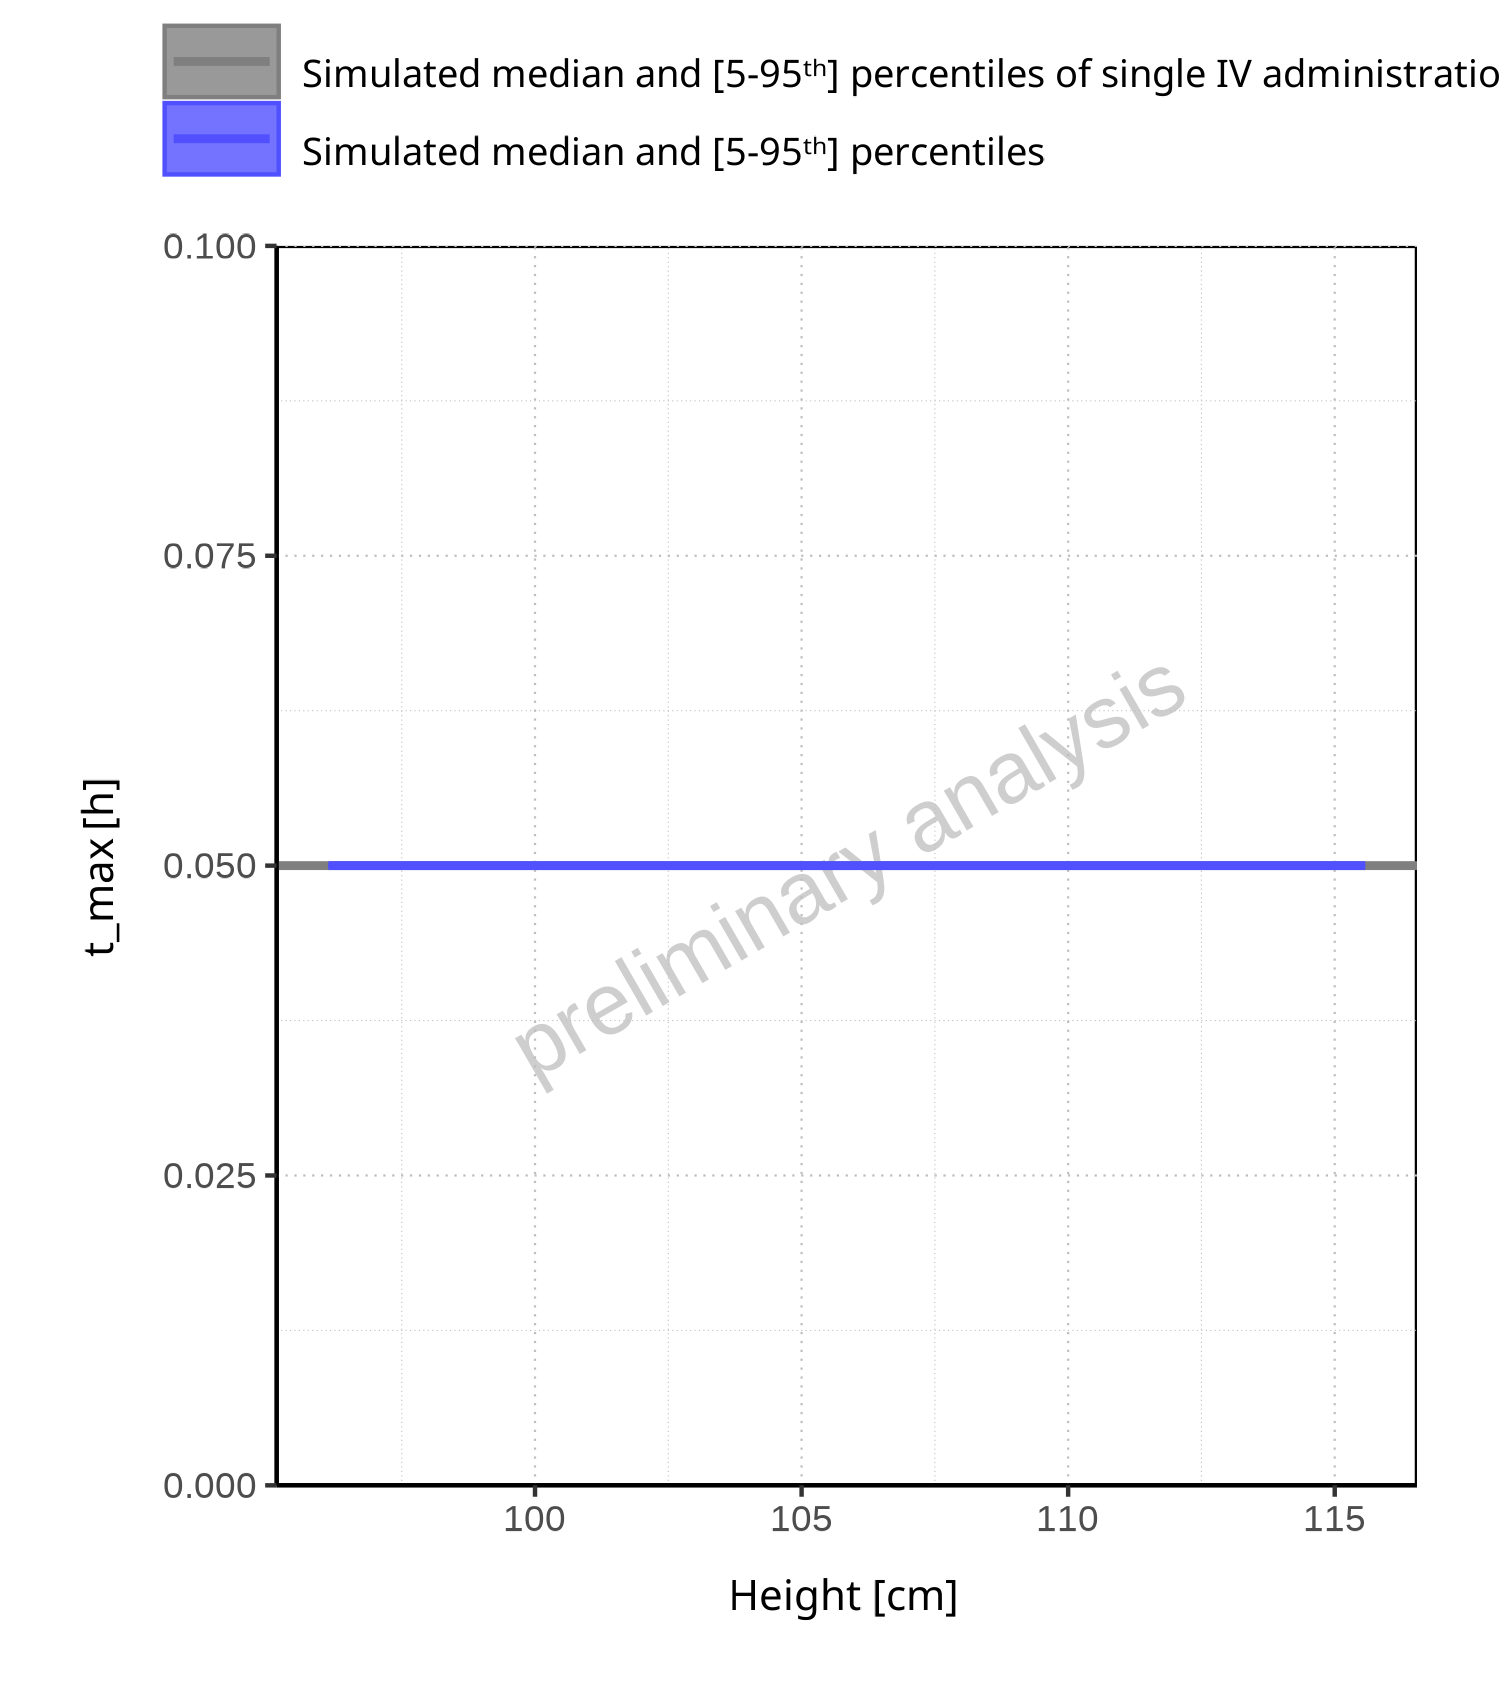 Simulated median and [5-95ᵗʰ] percentiles of single IV administratio
Simulated median and [5-95ᵗʰ] percentiles
0.100
0.075
0.050
0.025
0.000
t_max [h]
preliminary analysis
100 105 110 115
Height [cm]